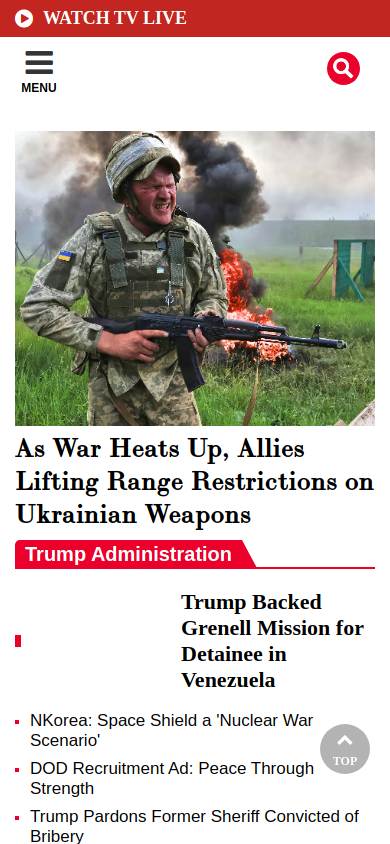 WATCH TV LIVE
MENU
As War Heats Up, Allies
Lifting Range Restrictions on
Ukrainian Weapons
Trump Administration
Trump Backed
Grenell Mission for
Detainee in
Venezuela
NKorea: Space Shield a 'Nuclear War
Scenario'
DOD Recruitment Ad: Peace Through
Strength
TOP
Trump Pardons Former Sheriff Convicted of
Bribery